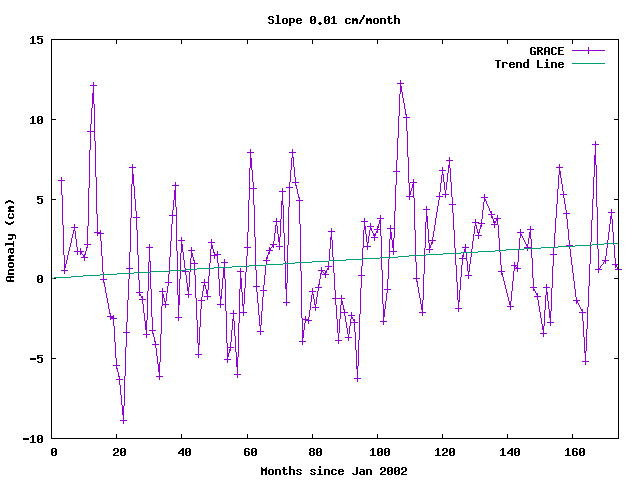 Slope 0.01 cm/month
GRACE
Trend Line
15
10
5
0
-5
-10
Anomaly (cm)
0 20 40 60 80 100 120 140 160
Months since Jan 2002